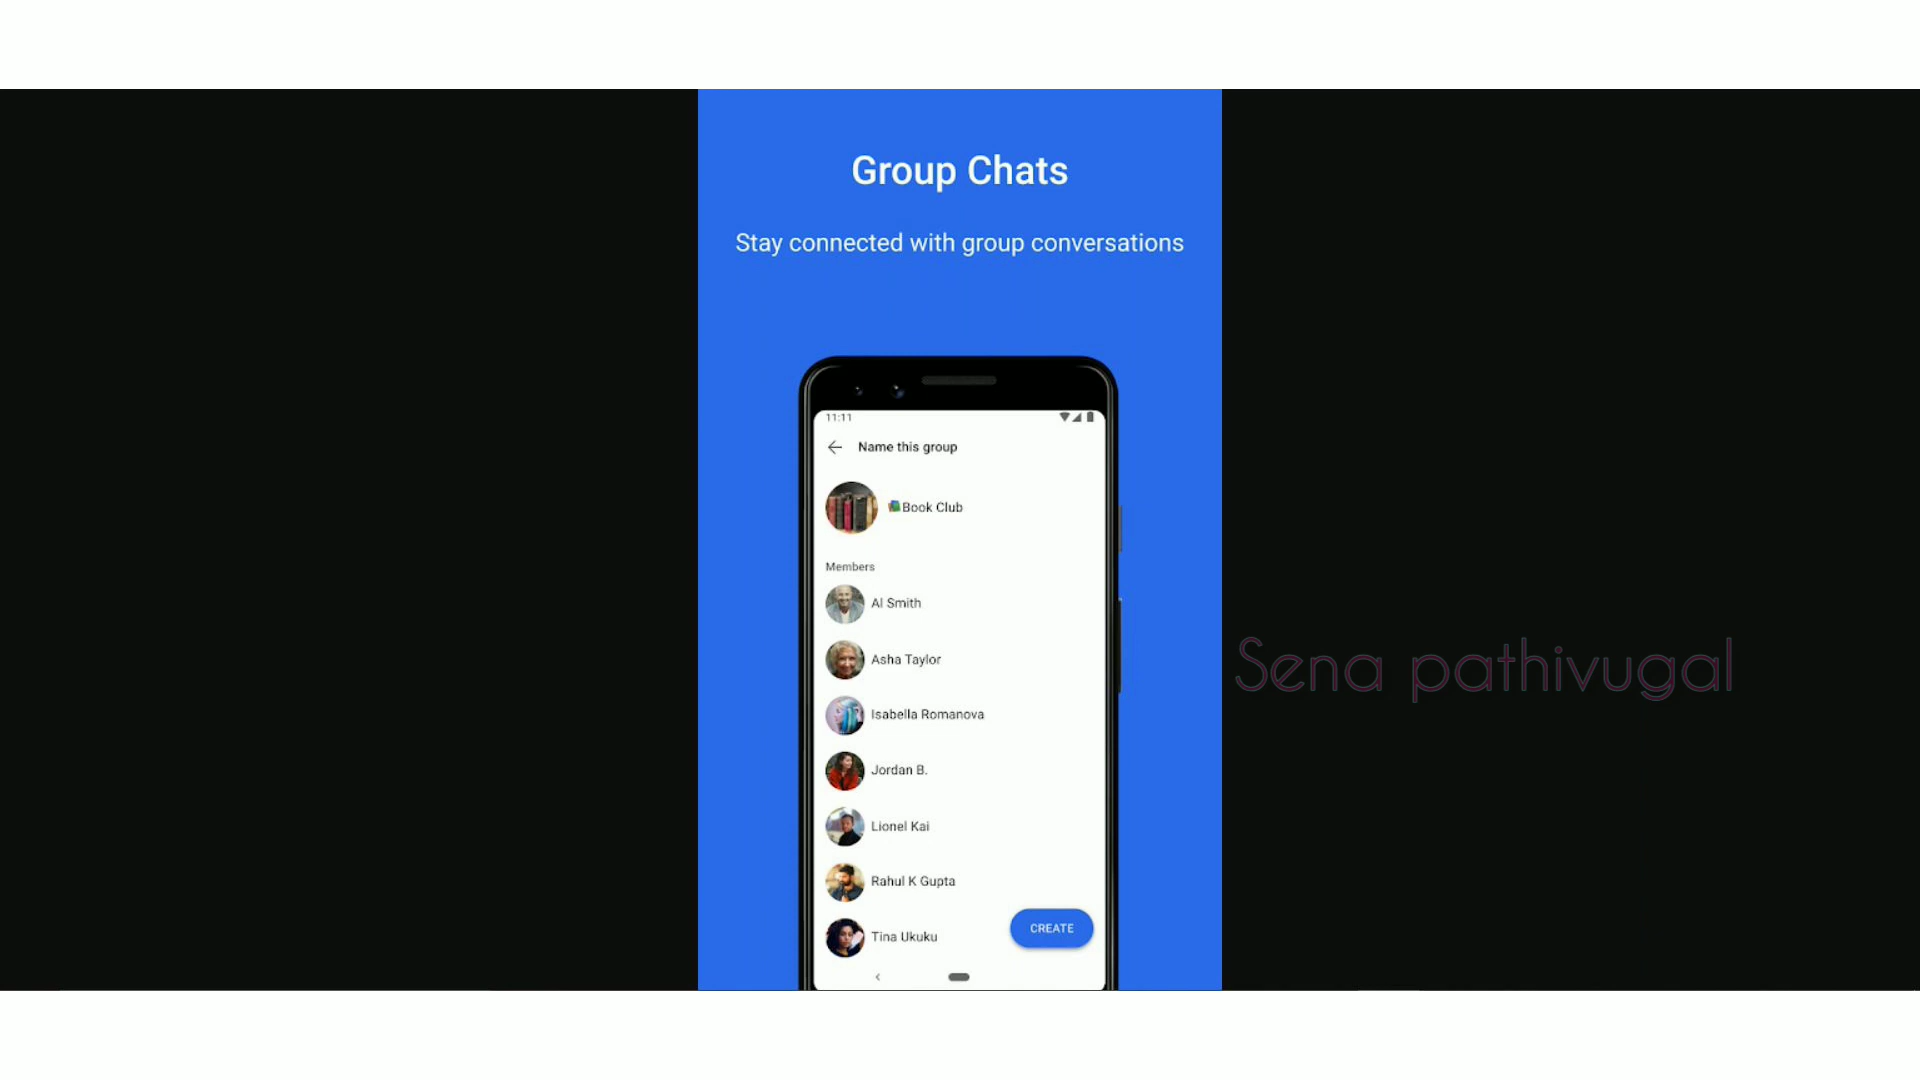 Group Chats
Stay connected with group conversations
11:11
Name this group
Book Club
Members
Al Smith
Asha Taylor
Isabella Romanova
Jordan B.
Lionel Kai
Rahul K Gupta
Tina Ukuku
CREATE
Sena pathivugal